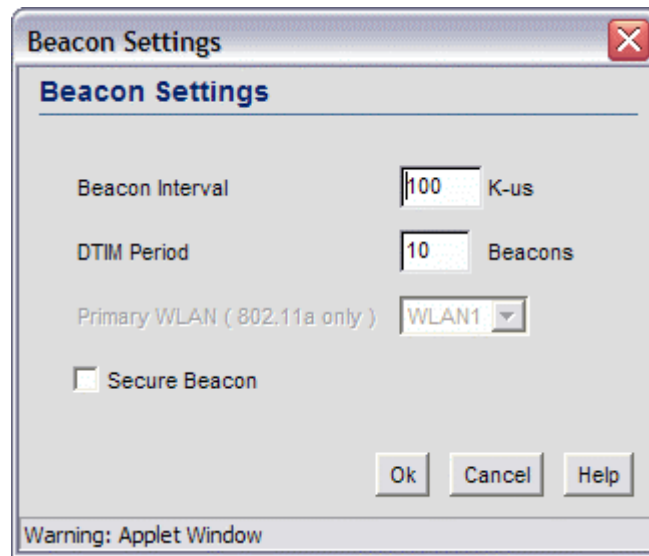 Beacon Settings
Beacon Settings
Beacon Interval 100 K-us
DTIM Period 10 Beacons
Primary WLAN ( 802.11a only ) WLAN1
Secure Beacon
Ok Cancel Help
Warning: Applet Window